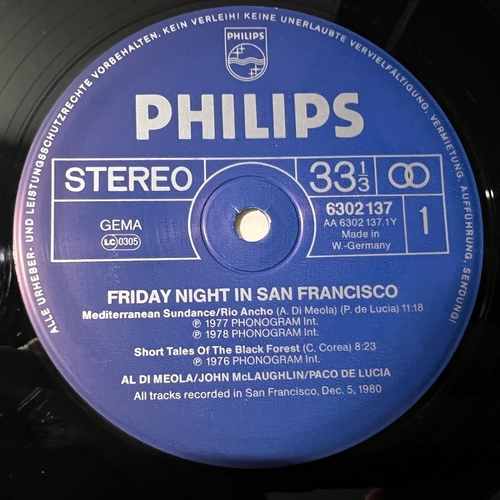 ALLE URHEBER- UND LEISTUNGSSCHUTZRECHTE VORBEHALTEN. KEIN VERLEIH! KEINE UNERLAUBTE VERVIELFÄLTIGUNG, VERMIETUNG, AUFFÜHRUNG, SENDUNG!
PHILIPS
PHILIPS
STEREO
33 1/3
GEMA
LC 0305
6302 137
AA 6302 137.1Y
Made in
W.-Germany
1
FRIDAY NIGHT IN SAN FRANCISCO
Mediterranean Sundance/Rio Ancho (A. Di Meola) (P. de Lucia) 11:18
℗ 1977 PHONOGRAM Int.
℗ 1978 PHONOGRAM Int.
Short Tales Of The Black Forest (C. Corea) 8:23
℗ 1976 PHONOGRAM Int.
AL DI MEOLA/JOHN McLAUGHLIN/PACO DE LUCIA
All tracks recorded in San Francisco, Dec. 5, 1980